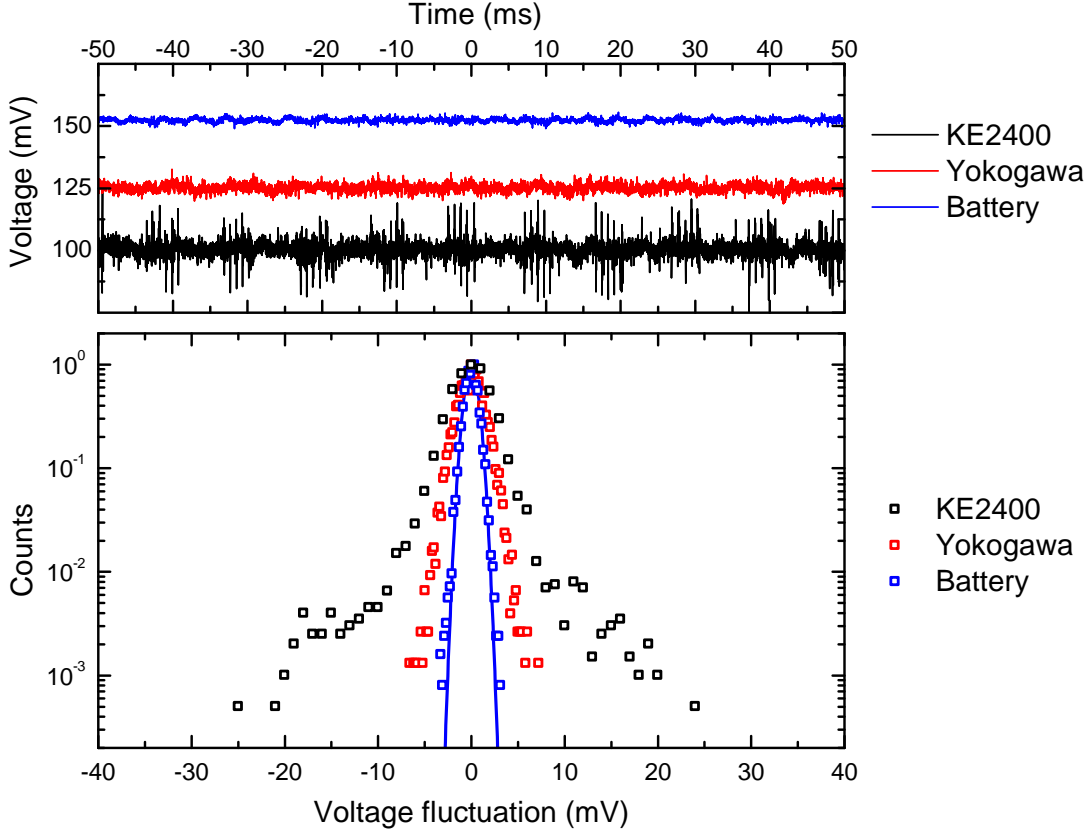 Time (ms)
-50 -40 -30 -20 -10 0 10 20 30 40 50
Voltage (mV)
150
125
100
KE2400
Yokogawa
Battery
Counts
10^0
10^-1
10^-2
10^-3
KE2400
Yokogawa
Battery
-40 -30 -20 -10 0 10 20 30 40
Voltage fluctuation (mV)